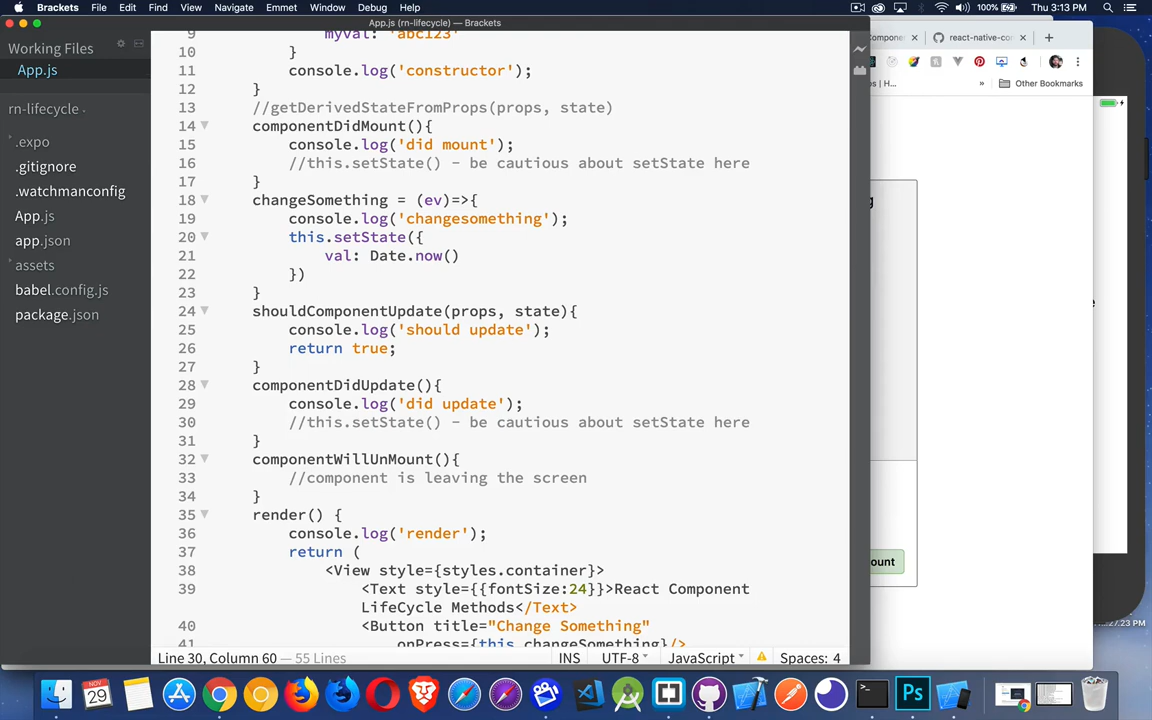 Brackets File Edit Find View Navigate Emmet Window Debug Help 100% Thu 3:13 PM
App.js (rn-lifecycle) — Brackets
Working Files
App.js
rn-lifecycle
.expo
.gitignore
.watchmanconfig
App.js
app.json
assets
babel.config.js
package.json
9 myval: 'abc123'
10 }
11 console.log('constructor');
12 }
13 //getDerivedStateFromProps(props, state)
14 componentDidMount(){
15 console.log('did mount');
16 //this.setState() - be cautious about setState here
17 }
18 changeSomething = (ev)=>{
19 console.log('changesomething');
20 this.setState({
21 val: Date.now()
22 })
23 }
24 shouldComponentUpdate(props, state){
25 console.log('should update');
26 return true;
27 }
28 componentDidUpdate(){
29 console.log('did update');
30 //this.setState() - be cautious about setState here
31 }
32 componentWillUnMount(){
33 //component is leaving the screen
34 }
35 render() {
36 console.log('render');
37 return (
38 <View style={styles.container}>
39 <Text style={{fontSize:24}}>React Component
LifeCycle Methods</Text>
40 <Button title="Change Something"
41 onPress={this.changeSomething}/>
Line 30, Column 60 — 55 Lines INS UTF-8 JavaScript Spaces: 4
omponen × react-native-co ×
ps | H... » Other Bookmarks
g
e
ount
:27.23 PM
NOV
29
Ps